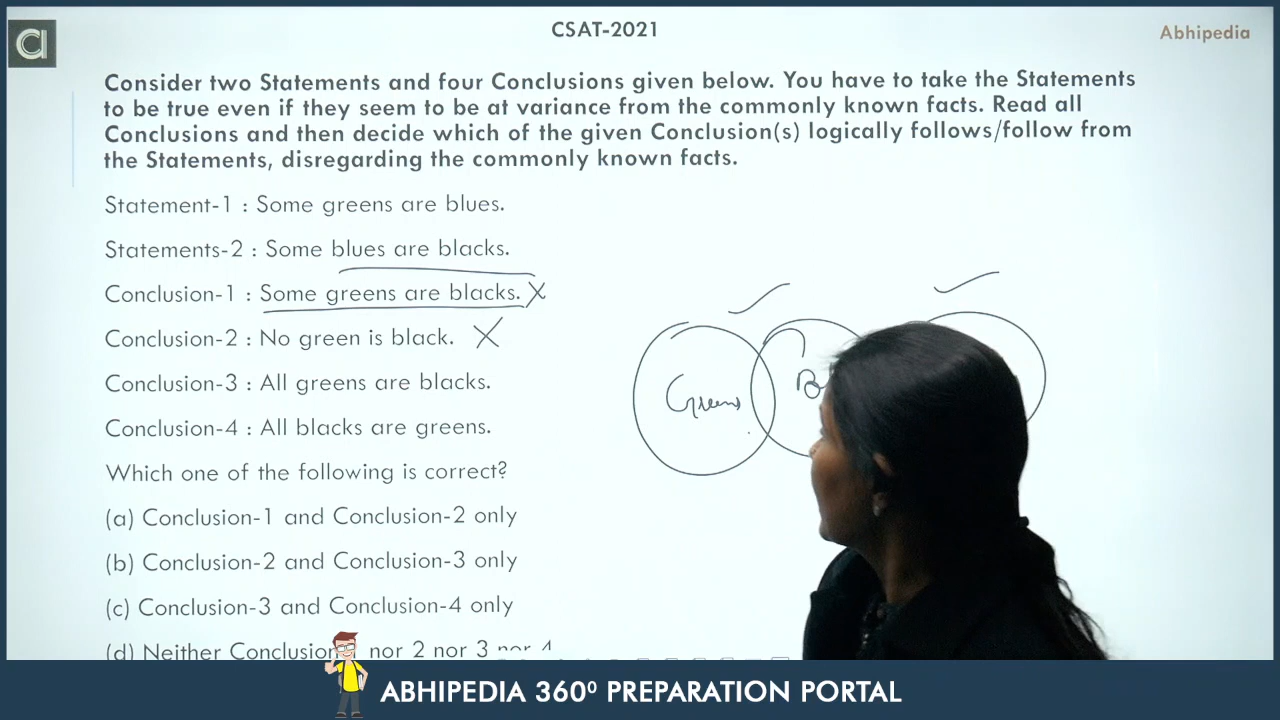 CSAT-2021
Abhipedia
Consider two Statements and four Conclusions given below. You have to take the Statements
to be true even if they seem to be at variance from the commonly known facts. Read all
Conclusions and then decide which of the given Conclusion(s) logically follows/follow from
the Statements, disregarding the commonly known facts.
Statement-1 : Some greens are blues.
Statements-2 : Some blues are blacks.
Conclusion-1 : Some greens are blacks.
Conclusion-2 : No green is black.
Conclusion-3 : All greens are blacks.
Conclusion-4 : All blacks are greens.
Greens
Which one of the following is correct?
(a) Conclusion-1 and Conclusion-2 only
(b) Conclusion-2 and Conclusion-3 only
(c) Conclusion-3 and Conclusion-4 only
(d) Neither Conclusion nor 2 nor 3 nor 4
ABHIPEDIA 360⁰ PREPARATION PORTAL